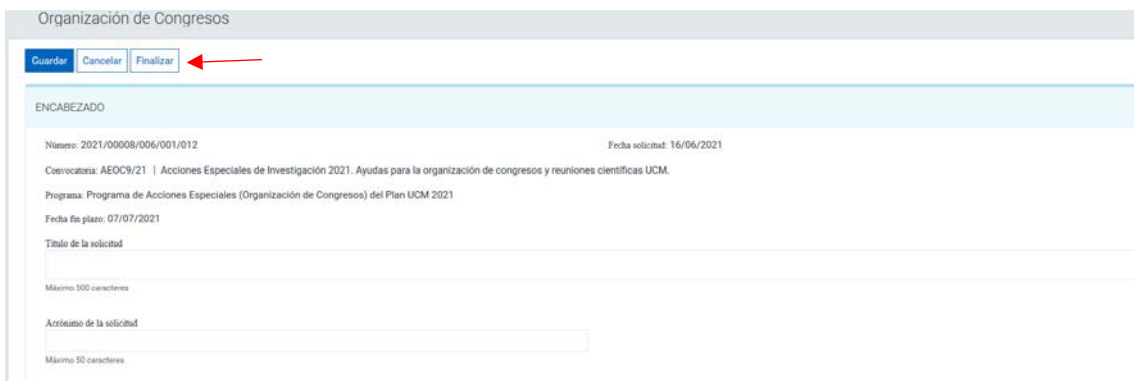 Organización de Congresos
Guardar Cancelar Finalizar
ENCABEZADO
Número: 2021/00008/006/001/012 Fecha solicitud: 16/06/2021
Convocatoria: AEOC9/21 | Acciones Especiales de Investigación 2021. Ayudas para la organización de congresos y reuniones científicas UCM.
Programa: Programa de Acciones Especiales (Organización de Congresos) del Plan UCM 2021
Fecha fin plazo: 07/07/2021
Título de la solicitud
Máximo 500 caracteres
Acrónimo de la solicitud
Máximo 50 caracteres